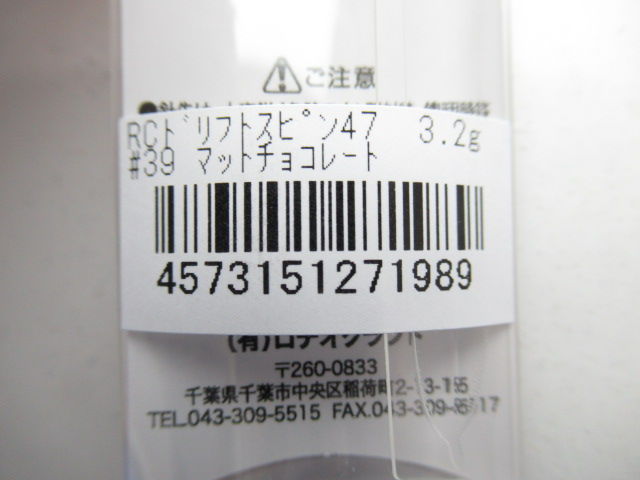 ⚠ご注意
RCﾄﾞﾘﾌﾄｽﾋﾟﾝ47 3.2g
#39 ﾏｯﾄﾁｮｺﾚｰﾄ
4573151271989
(有)ロデオクラフト
〒260-0833
千葉県千葉市中央区稲荷町2-13-15
TEL.043-309-5515 FAX.043-309-5517